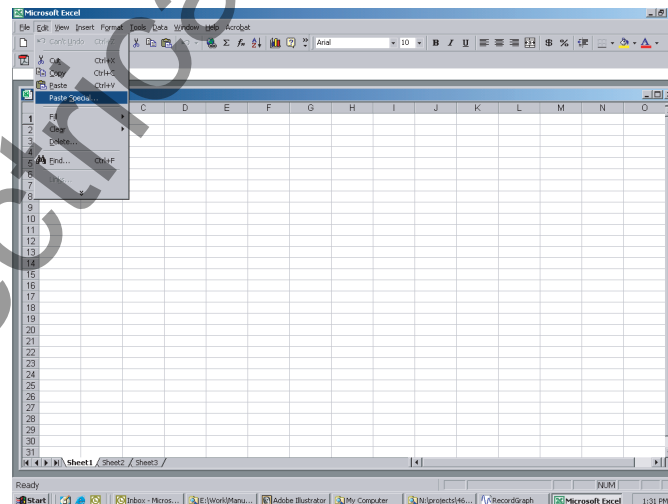 Microsoft Excel
File Edit View Insert Format Tools Data Window Help Acrobat
Can't Undo Ctrl+Z
Arial 10 B I U $ %
Cut Ctrl+X
Copy Ctrl+C
Paste Ctrl+V
Paste Special...
C D E F G H I J K L M N O
Fill
Clear
Delete...
Find... Ctrl+F
Links...
1
2
3
4
5
6
7
8
9
10
11
12
13
14
15
16
17
18
19
20
21
22
23
24
25
26
27
28
29
30
31
Sheet1 Sheet2 Sheet3
Ready NUM
Start Inbox - Micros... E:\Work\Manu... Adobe Illustrator My Computer N:\projects\46... RecordGraph Microsoft Excel 1:31 PM